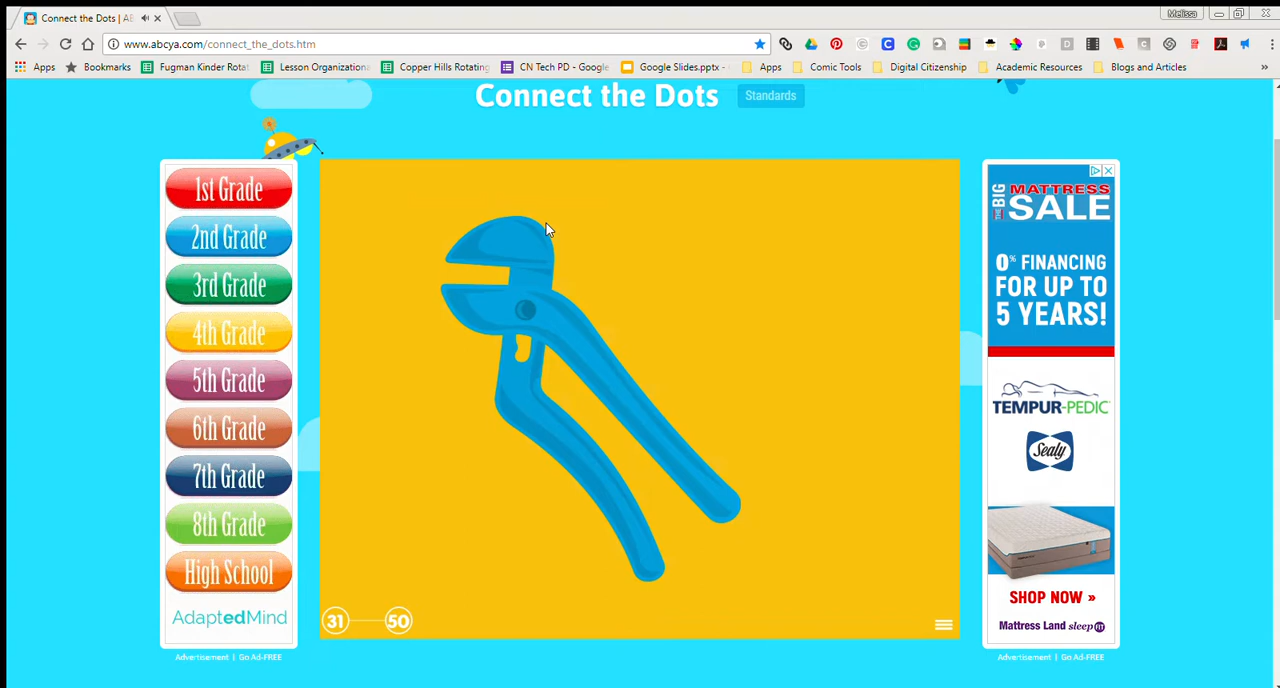 Connect the Dots | AB
Melissa
www.abcya.com/connect_the_dots.htm
Apps Bookmarks Fugman Kinder Rotat Lesson Organizationa Copper Hills Rotating CN Tech PD - Google Google Slides.pptx - Apps Comic Tools Digital Citizenship Academic Resources Blogs and Articles »
Connect the Dots Standards
1st Grade
2nd Grade
3rd Grade
4th Grade
5th Grade
6th Grade
7th Grade
8th Grade
High School
AdaptedMind
Advertisement | Go Ad-FREE
31 50
THE BIG MATTRESS SALE
0% FINANCING
FOR UP TO
5 YEARS!
TEMPUR-PEDIC
Sealy
SHOP NOW »
Mattress Land sleep FIT
Advertisement | Go Ad-FREE